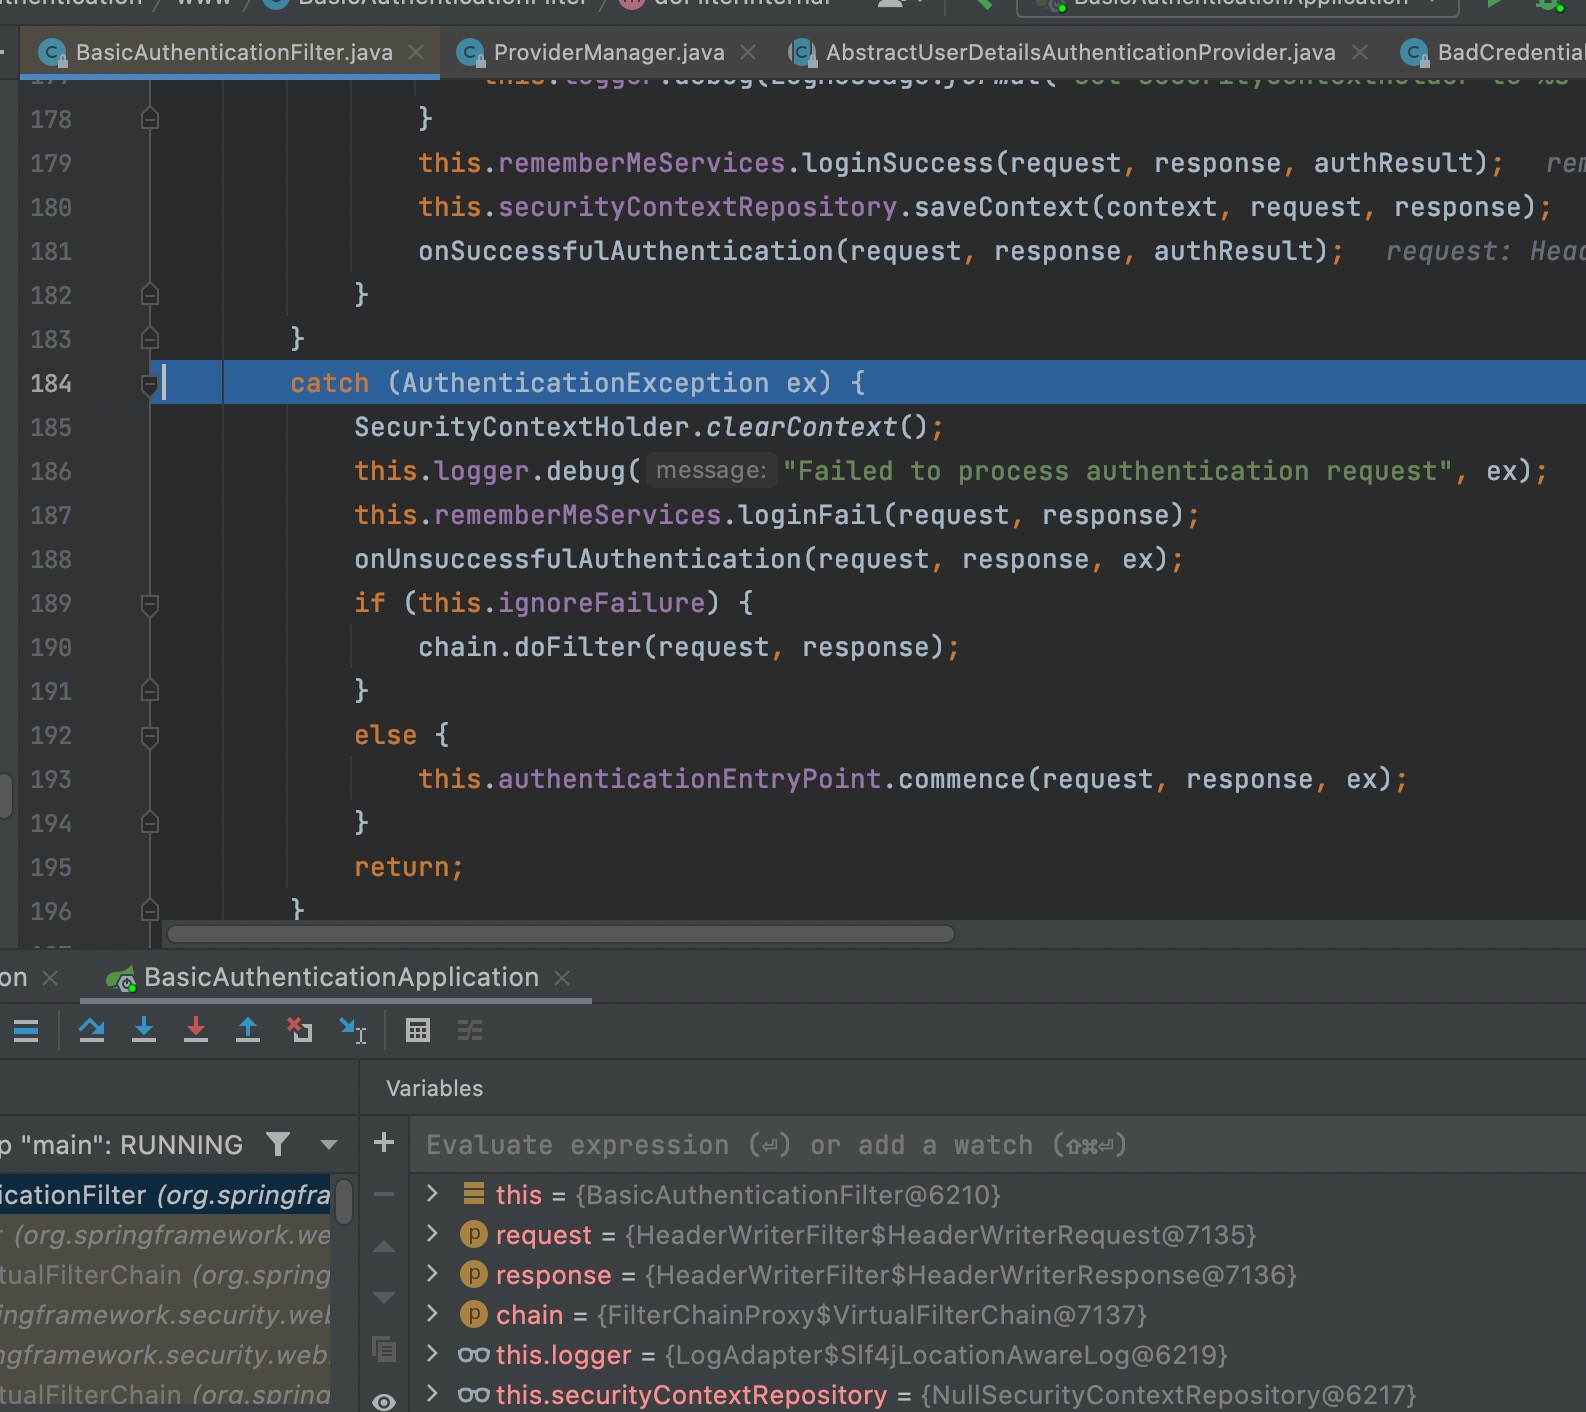 BasicAuthenticationFilter.java ProviderManager.java AbstractUserDetailsAuthenticationProvider.java BadCredential
178 }
179 this.rememberMeServices.loginSuccess(request, response, authResult); rem
180 this.securityContextRepository.saveContext(context, request, response);
181 onSuccessfulAuthentication(request, response, authResult); request: Head
182 }
183 }
184 catch (AuthenticationException ex) {
185 SecurityContextHolder.clearContext();
186 this.logger.debug( message: "Failed to process authentication request", ex);
187 this.rememberMeServices.loginFail(request, response);
188 onUnsuccessfulAuthentication(request, response, ex);
189 if (this.ignoreFailure) {
190 chain.doFilter(request, response);
191 }
192 else {
193 this.authenticationEntryPoint.commence(request, response, ex);
194 }
195 return;
196 }
on BasicAuthenticationApplication
Variables
p "main": RUNNING
Evaluate expression (⏎) or add a watch (⇧⌘⏎)
icationFilter (org.springfra
(org.springframework.we
tualFilterChain (org.spring
ingframework.security.web
ngframework.security.web
tualFilterChain (org.spring
this = {BasicAuthenticationFilter@6210}
request = {HeaderWriterFilter$HeaderWriterRequest@7135}
response = {HeaderWriterFilter$HeaderWriterResponse@7136}
chain = {FilterChainProxy$VirtualFilterChain@7137}
this.logger = {LogAdapter$Slf4jLocationAwareLog@6219}
this.securityContextRepository = {NullSecurityContextRepository@6217}